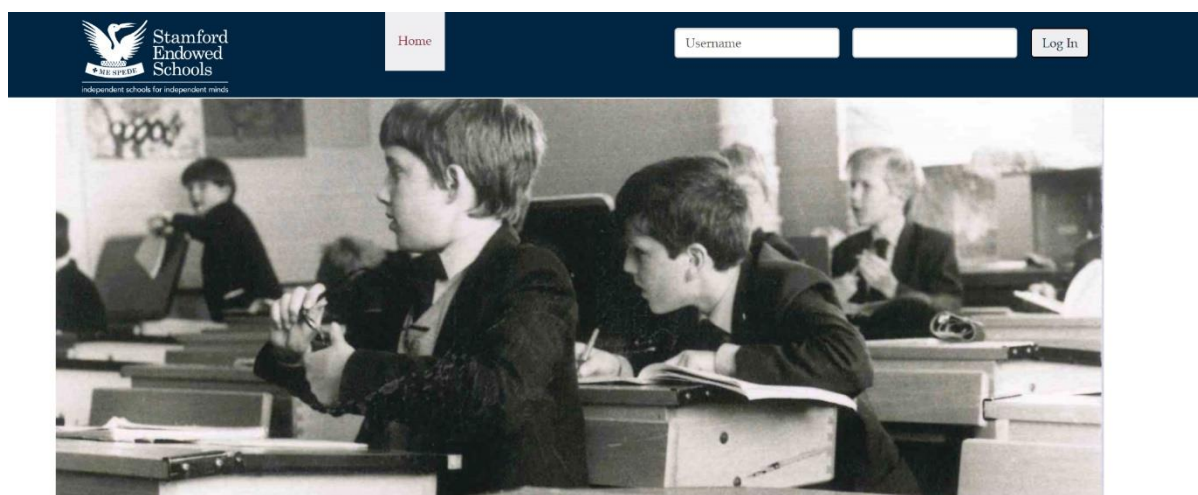 Stamford
Endowed
Schools
+ ME SPEDE
independent schools for independent minds
Home
Username
Log In